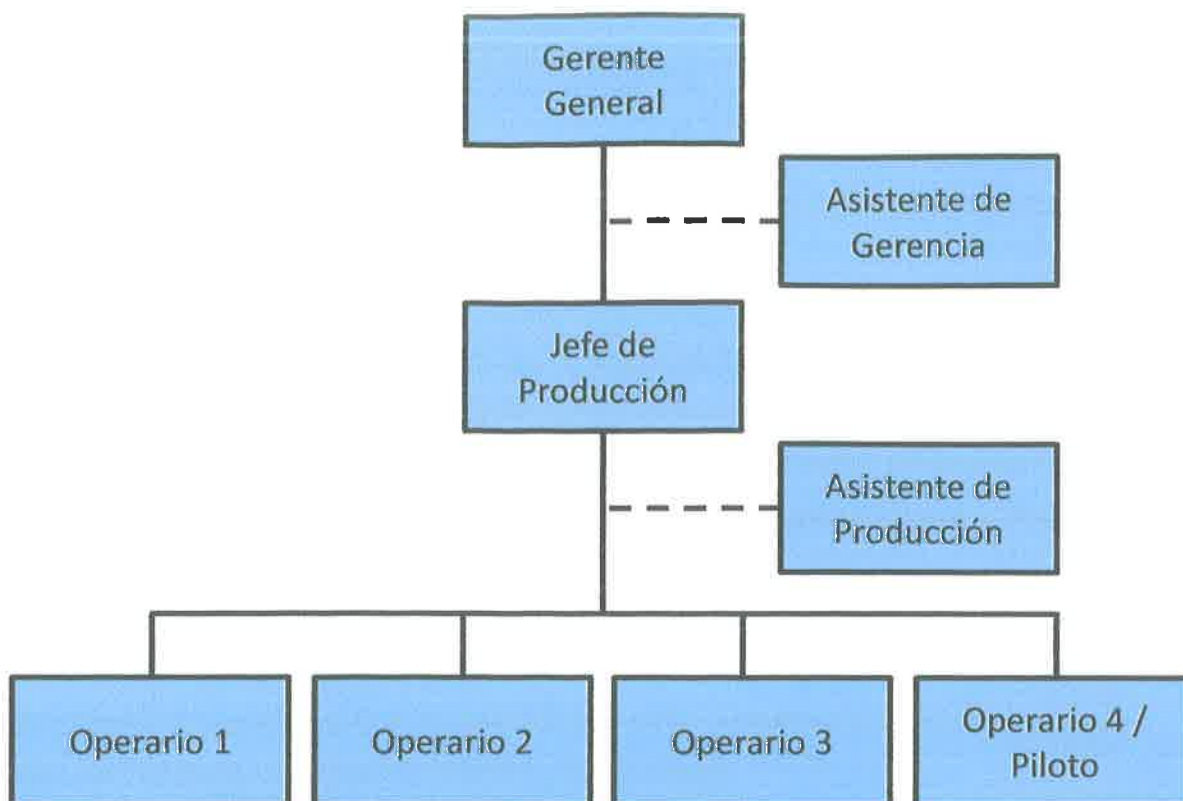 Gerente
General
Asistente de
Gerencia
Jefe de
Producción
Asistente de
Producción
Operario 1
Operario 2
Operario 3
Operario 4 /
Piloto